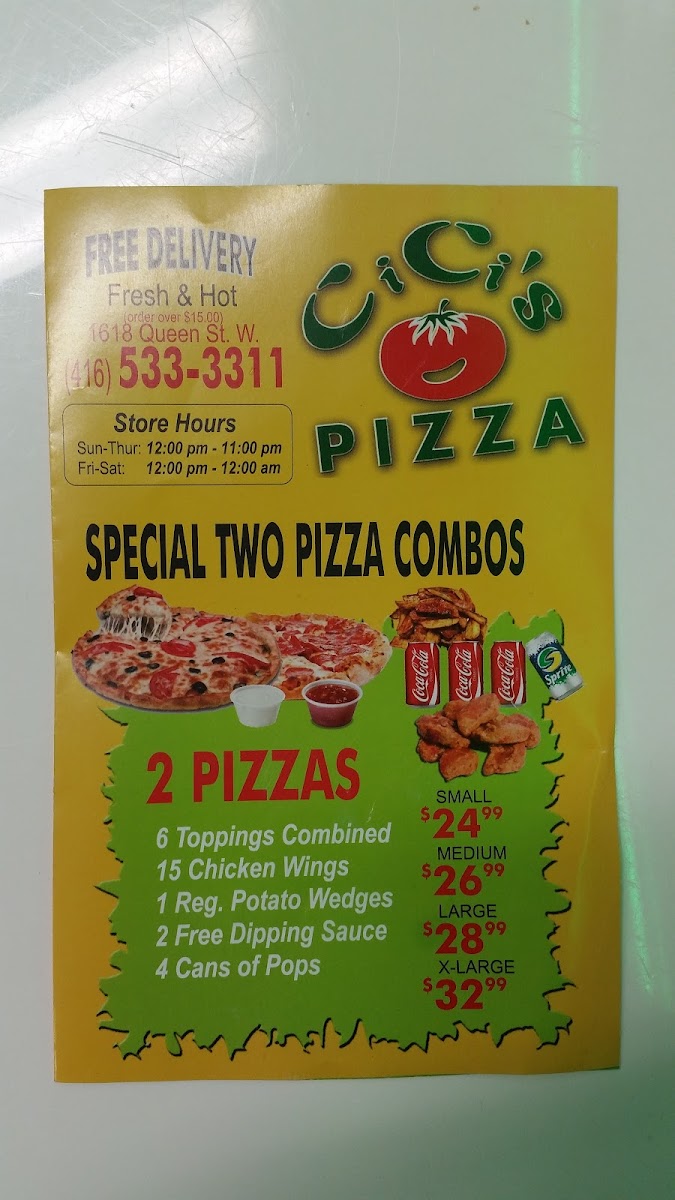 FREE DELIVERY
Fresh & Hot
(order over $15.00)
1618 Queen St. W.
(416) 533-3311
CiCi's
PIZZA
Store Hours
Sun-Thur: 12:00 pm - 11:00 pm
Fri-Sat: 12:00 pm - 12:00 am
SPECIAL TWO PIZZA COMBOS
Coca-Cola
Coca-Cola
Coca-Cola
Sprite
2 PIZZAS
6 Toppings Combined
15 Chicken Wings
1 Reg. Potato Wedges
2 Free Dipping Sauce
4 Cans of Pops
SMALL
$24.99
MEDIUM
$26.99
LARGE
$28.99
X-LARGE
$32.99